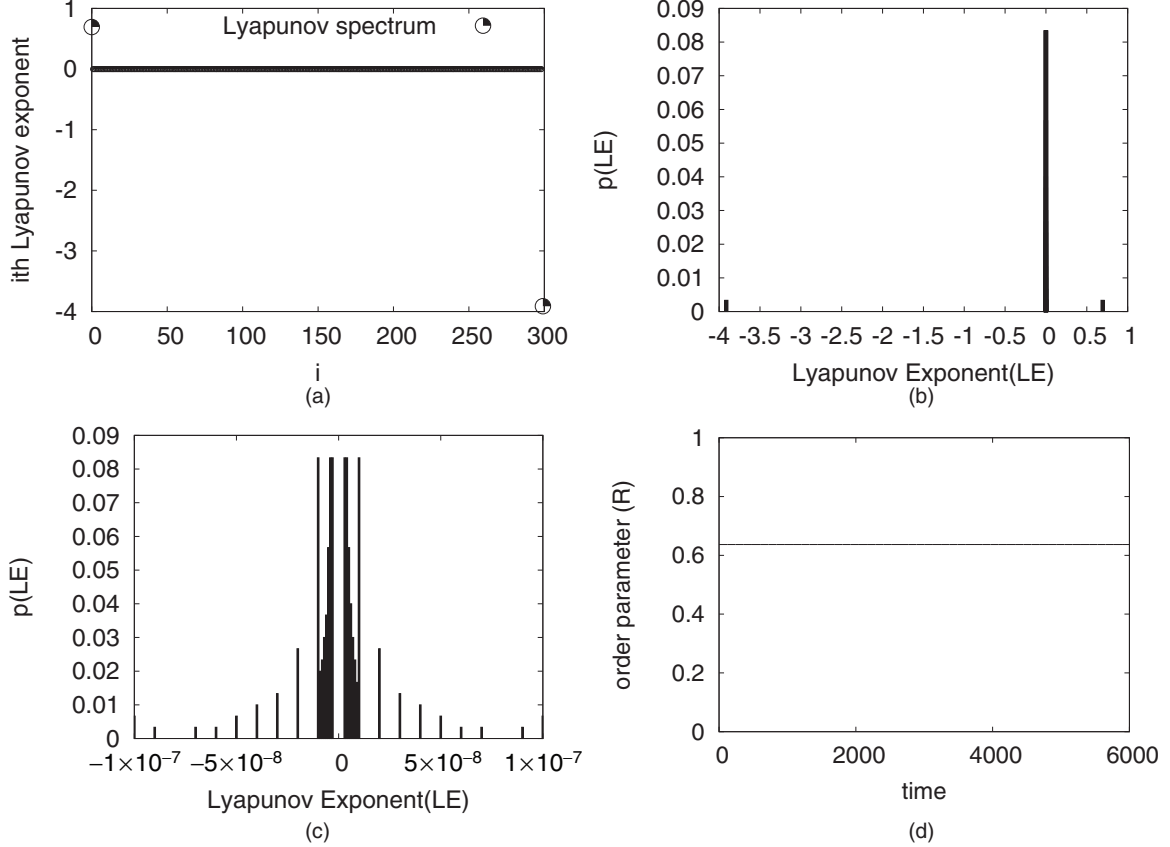 1
0
-1
-2
-3
-4
0
50
100
150
200
250
300
Lyapunov spectrum
ith Lyapunov exponent
i
(a)
0.09
0.08
0.07
0.06
0.05
0.04
0.03
0.02
0.01
0
p(LE)
-4 -3.5 -3 -2.5 -2 -1.5 -1 -0.5 0 0.5 1
Lyapunov Exponent(LE)
(b)
0.09
0.08
0.07
0.06
0.05
0.04
0.03
0.02
0.01
0
p(LE)
−1×10⁻⁷ −5×10⁻⁸ 0 5×10⁻⁸ 1×10⁻⁷
Lyapunov Exponent(LE)
(c)
1
0.8
0.6
0.4
0.2
0
order parameter (R)
0 2000 4000 6000
time
(d)